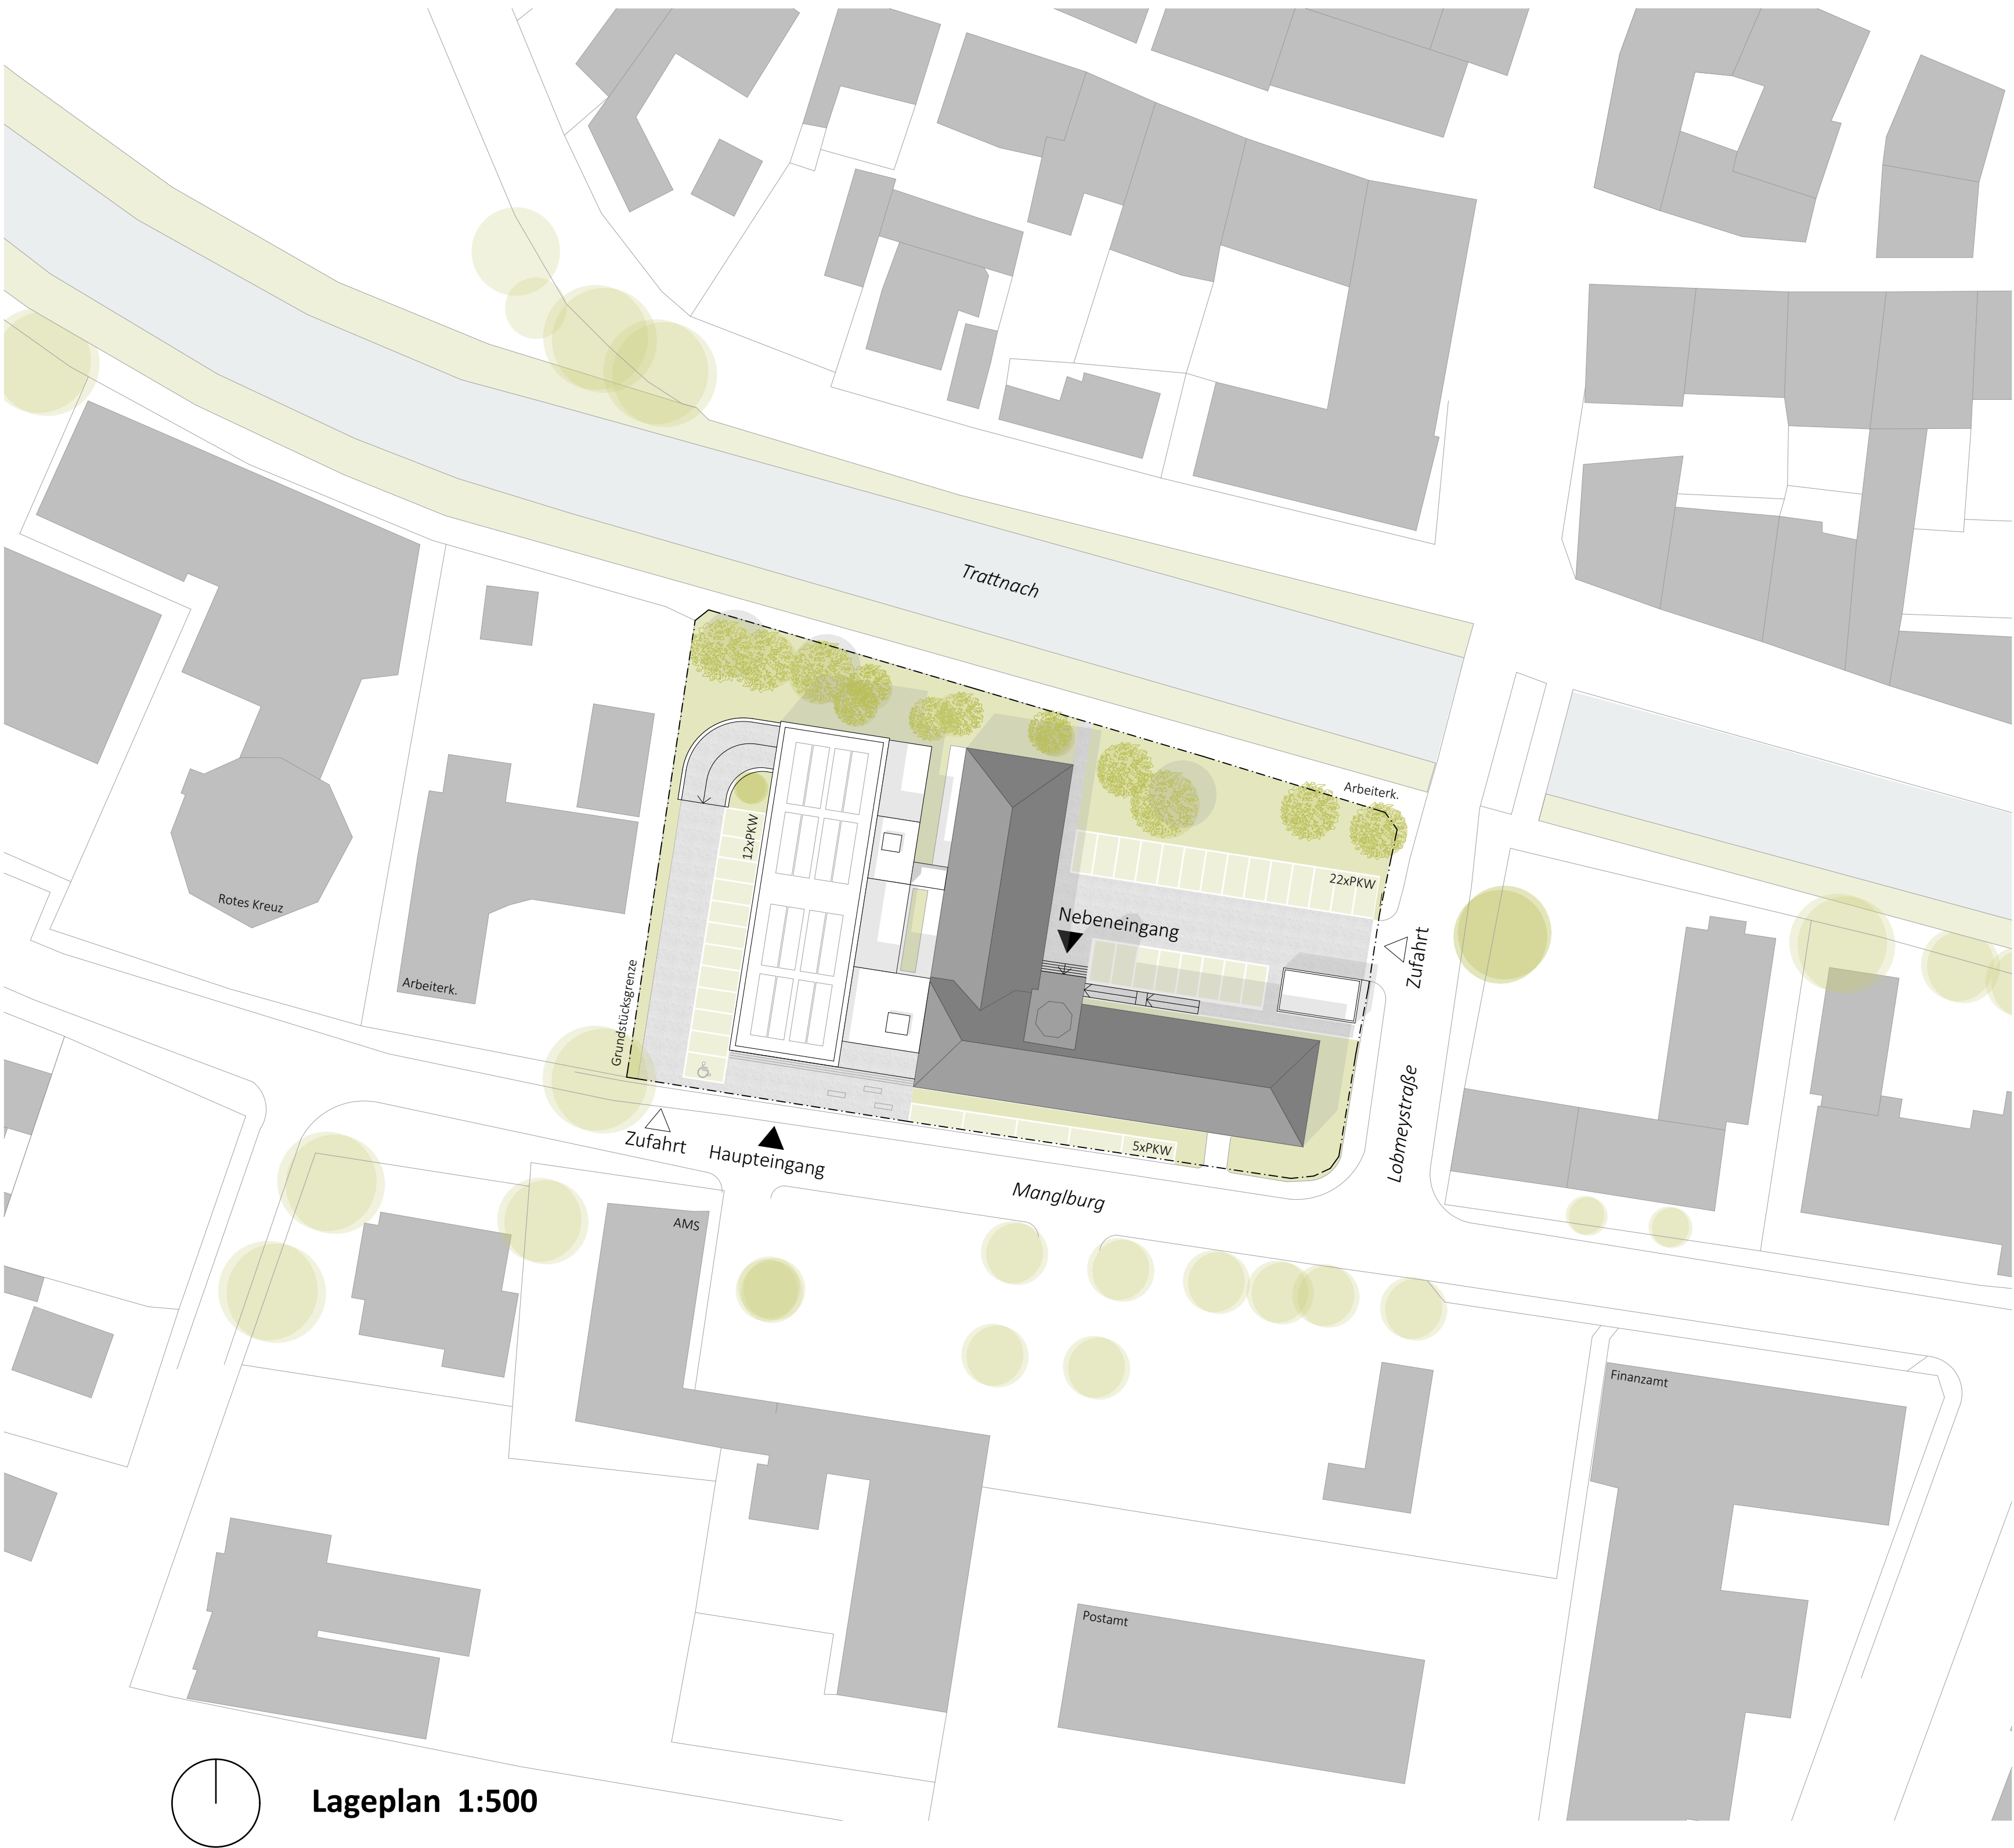 Trattnach
Arbeiterk.
12xPKW
22xPKW
Rotes Kreuz
Nebeneingang
Zufahrt
Arbeiterk.
Grundstücksgrenze
Lobmeystraße
Zufahrt
Haupteingang
5xPKW
Manglburg
AMS
Finanzamt
Postamt
Lageplan 1:500